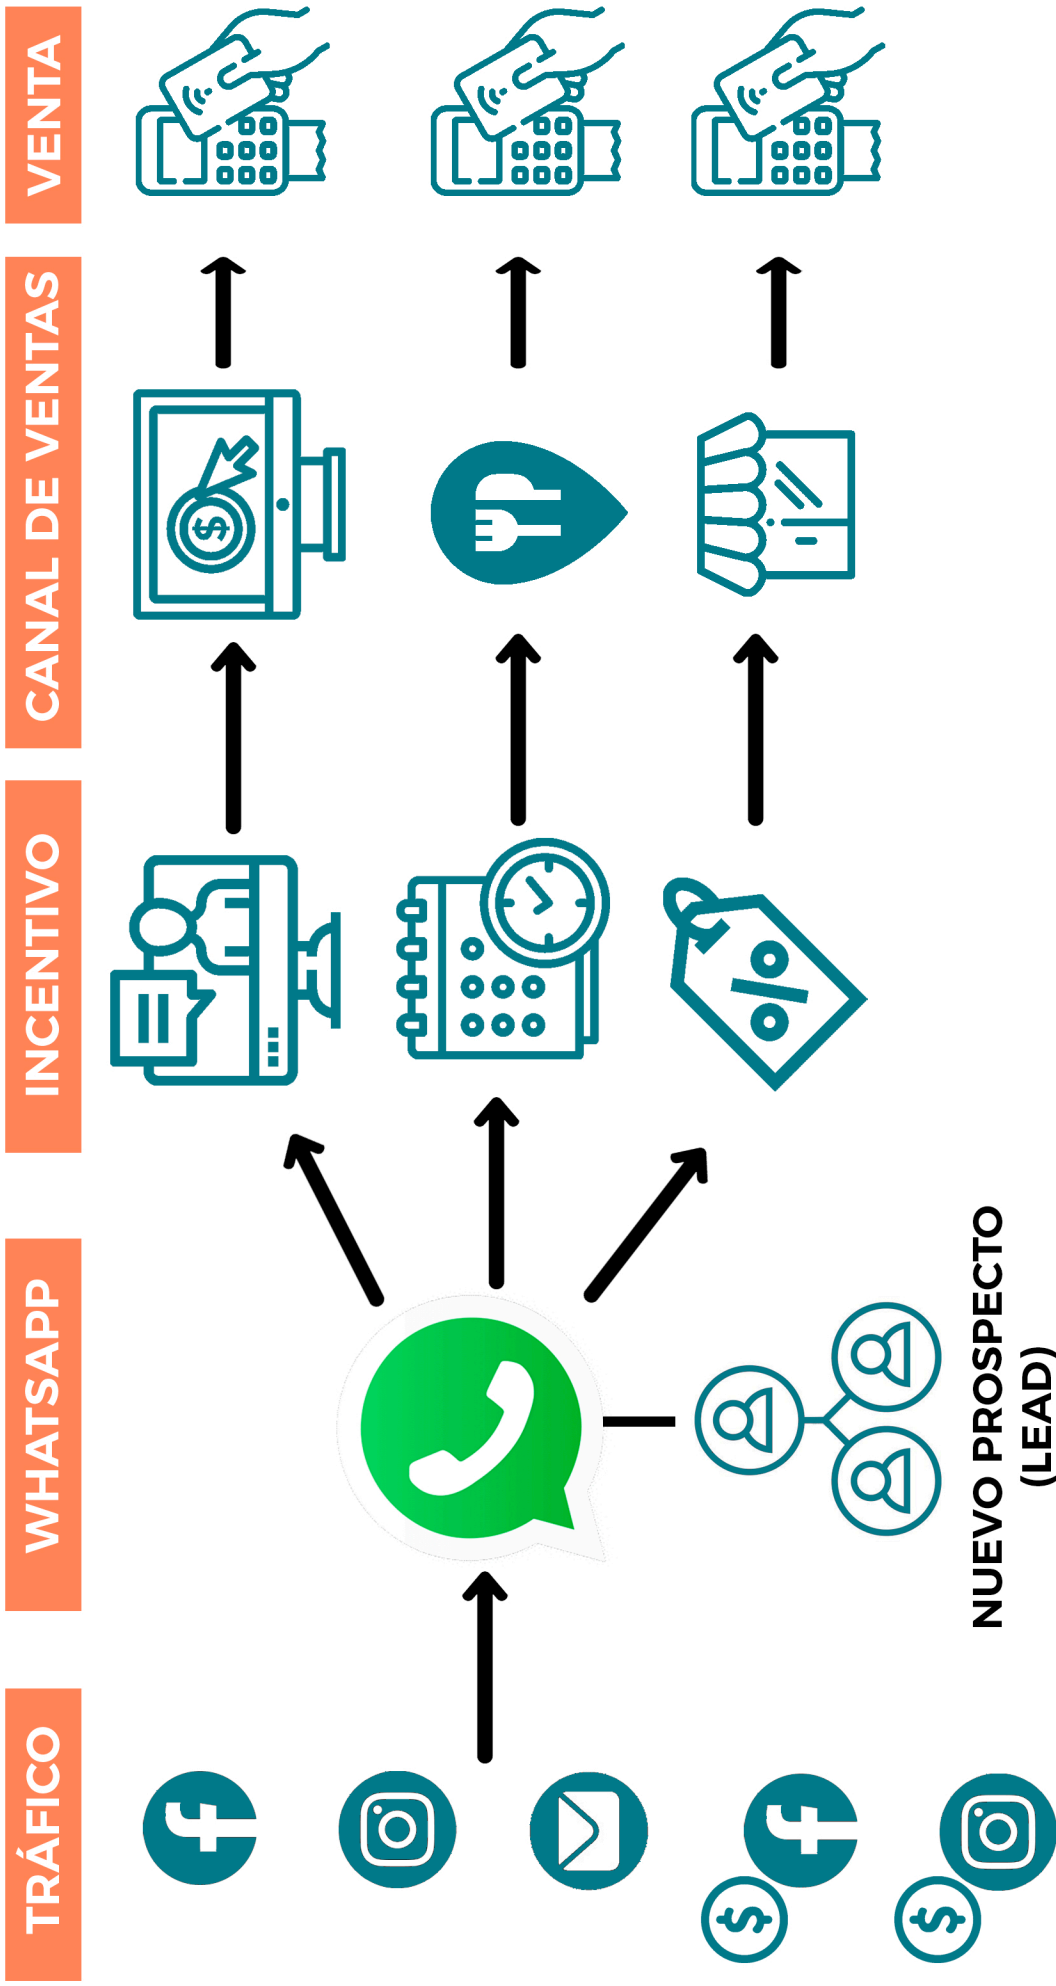 TRÁFICO
WHATSAPP
INCENTIVO
CANAL DE VENTAS
VENTA
NUEVO PROSPECTO
(LEAD)